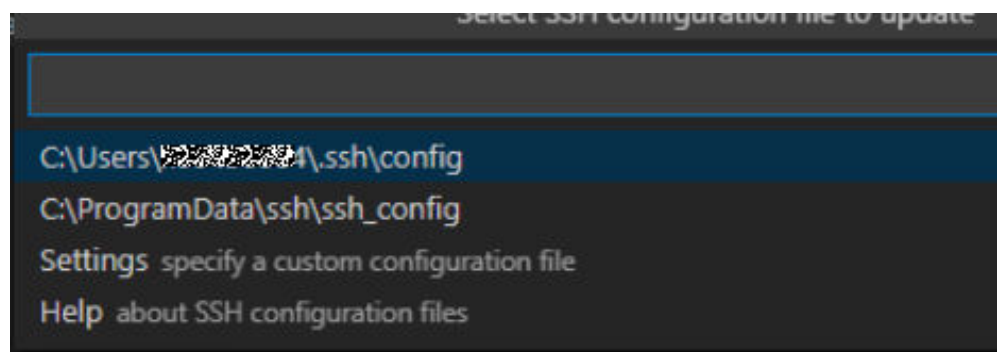 Select SSH configuration file to update
C:\Users\4\.ssh\config
C:\ProgramData\ssh\ssh_config
Settings specify a custom configuration file
Help about SSH configuration files